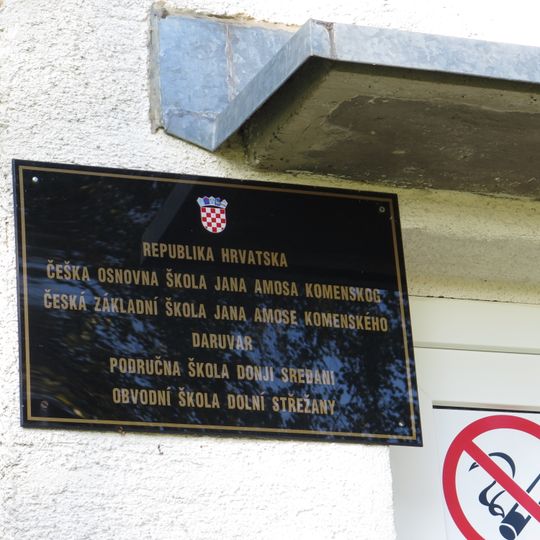 REPUBLIKA HRVATSKA
ČEŠKA OSNOVNA ŠKOLA JANA AMOSA KOMENSKOG
ČESKÁ ZÁKLADNÍ ŠKOLA JANA AMOSE KOMENSKÉHO
DARUVAR
PODRUČNA ŠKOLA DONJI SREĐANI
OBVODNÍ ŠKOLA DOLNÍ STŘEŽANY